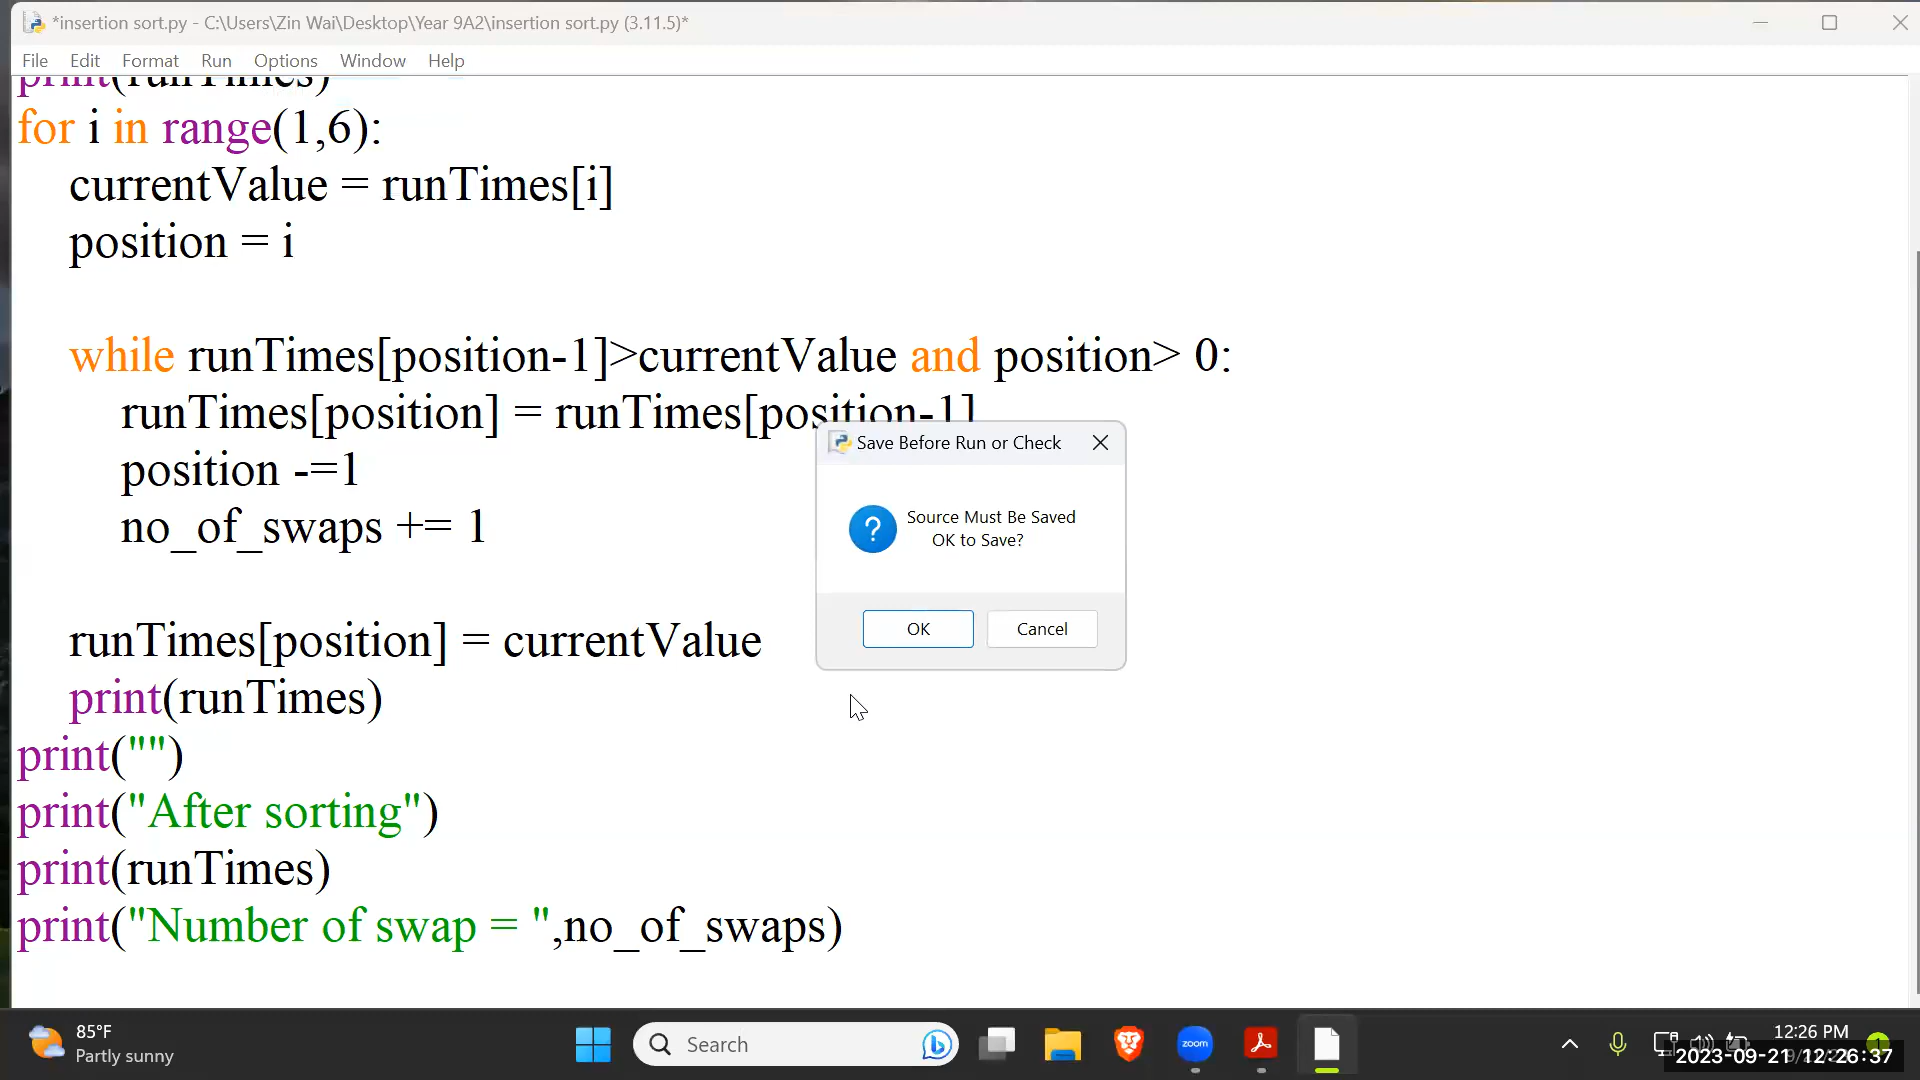 *insertion sort.py - C:\Users\Zin Wai\Desktop\Year 9A2\insertion sort.py (3.11.5)*
File Edit Format Run Options Window Help
print(runTimes)
for i in range(1,6):
currentValue = runTimes[i]
position = i
while runTimes[position-1]>currentValue and position> 0:
runTimes[position] = runTimes[position-1]
position -=1
no_of_swaps += 1
runTimes[position] = currentValue
print(runTimes)
print("")
print("After sorting")
print(runTimes)
print("Number of swap = ",no_of_swaps)
Save Before Run or Check
Source Must Be Saved
OK to Save?
OK Cancel
85°F
Partly sunny
Search
zoom
12:26 PM
2023-09-21 12:26:37